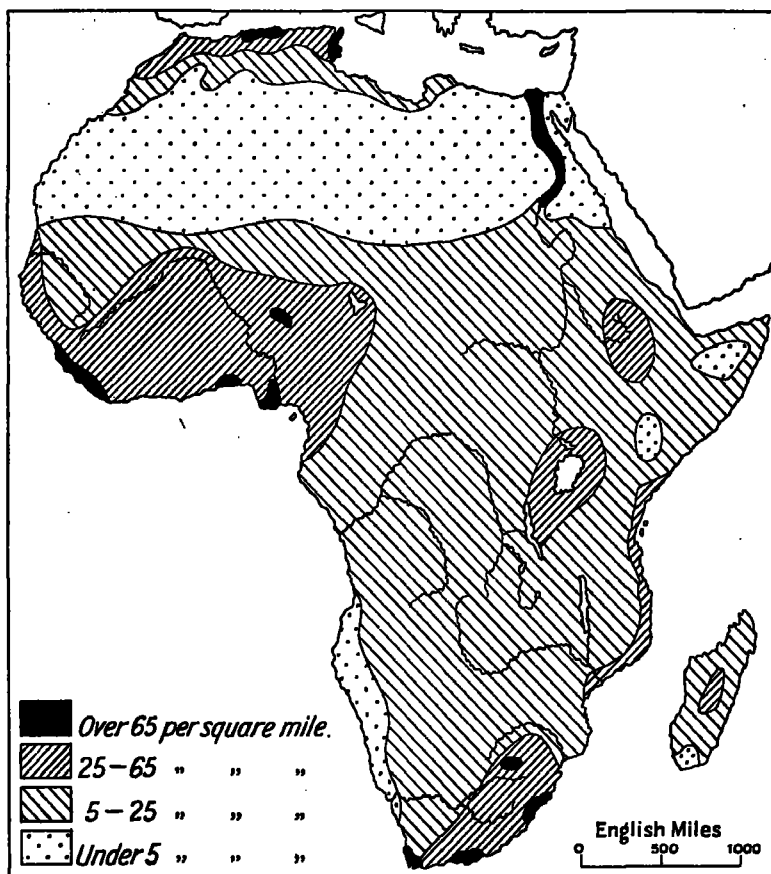 Over 65 per square mile.
25–65 „ „ „
5–25 „ „ „
Under 5 „ „ „
English Miles
0 500 1000